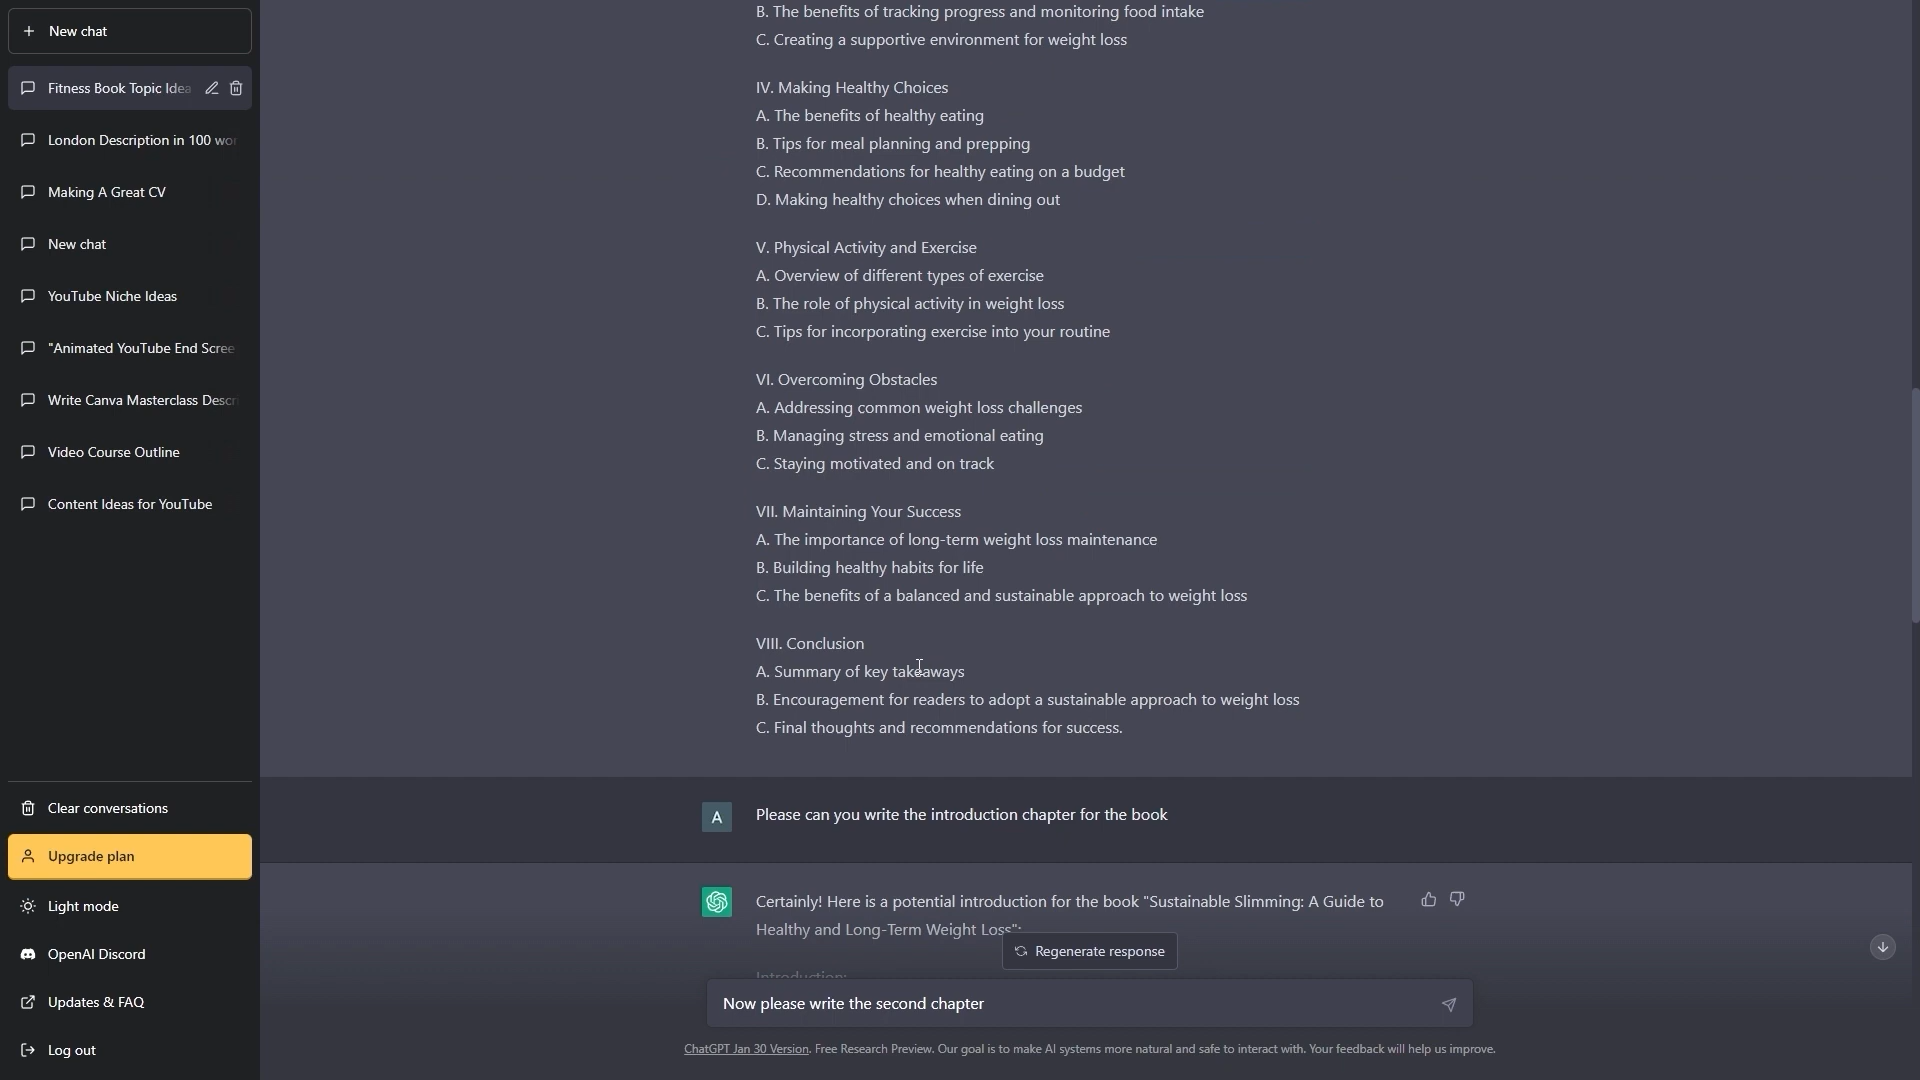 New chat
Fitness Book Topic Idea
London Description in 100 wor
Making A Great CV
New chat
YouTube Niche Ideas
"Animated YouTube End Scree
Write Canva Masterclass Descri
Video Course Outline
Content Ideas for YouTube
Clear conversations
Upgrade plan
Light mode
OpenAI Discord
Updates & FAQ
Log out
B. The benefits of tracking progress and monitoring food intake
C. Creating a supportive environment for weight loss
IV. Making Healthy Choices
A. The benefits of healthy eating
B. Tips for meal planning and prepping
C. Recommendations for healthy eating on a budget
D. Making healthy choices when dining out
V. Physical Activity and Exercise
A. Overview of different types of exercise
B. The role of physical activity in weight loss
C. Tips for incorporating exercise into your routine
VI. Overcoming Obstacles
A. Addressing common weight loss challenges
B. Managing stress and emotional eating
C. Staying motivated and on track
VII. Maintaining Your Success
A. The importance of long-term weight loss maintenance
B. Building healthy habits for life
C. The benefits of a balanced and sustainable approach to weight loss
VIII. Conclusion
A. Summary of key takeaways
B. Encouragement for readers to adopt a sustainable approach to weight loss
C. Final thoughts and recommendations for success.
A
Please can you write the introduction chapter for the book
Certainly! Here is a potential introduction for the book "Sustainable Slimming: A Guide to
Healthy and Long-Term Weight Loss":
Regenerate response
Introduction:
Now please write the second chapter
ChatGPT Jan 30 Version. Free Research Preview. Our goal is to make AI systems more natural and safe to interact with. Your feedback will help us improve.